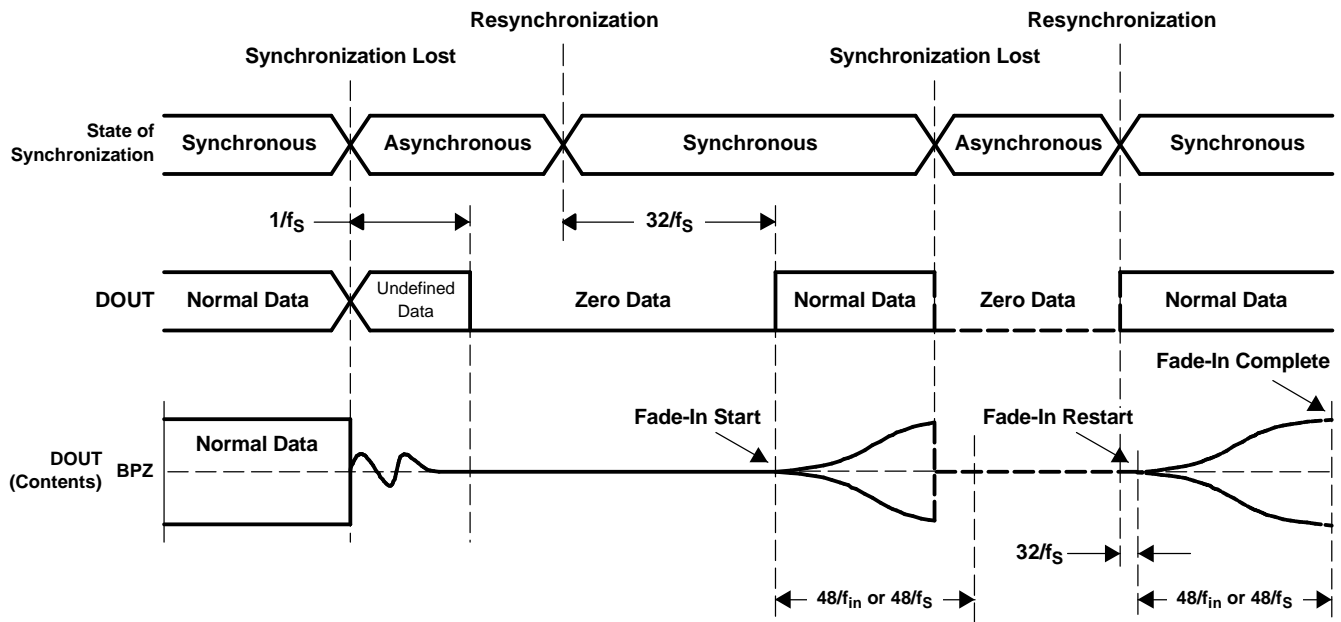 Resynchronization
Resynchronization
Synchronization Lost
Synchronization Lost
State of
Synchronization
Synchronous
Asynchronous
Synchronous
Asynchronous
Synchronous
1/fS
32/fS
DOUT
Normal Data
Undefined
Data
Zero Data
Normal Data
Zero Data
Normal Data
Fade-In Complete
Fade-In Start
Fade-In Restart
DOUT
(Contents)
BPZ
Normal Data
32/fS
48/fin or 48/fS
48/fin or 48/fS